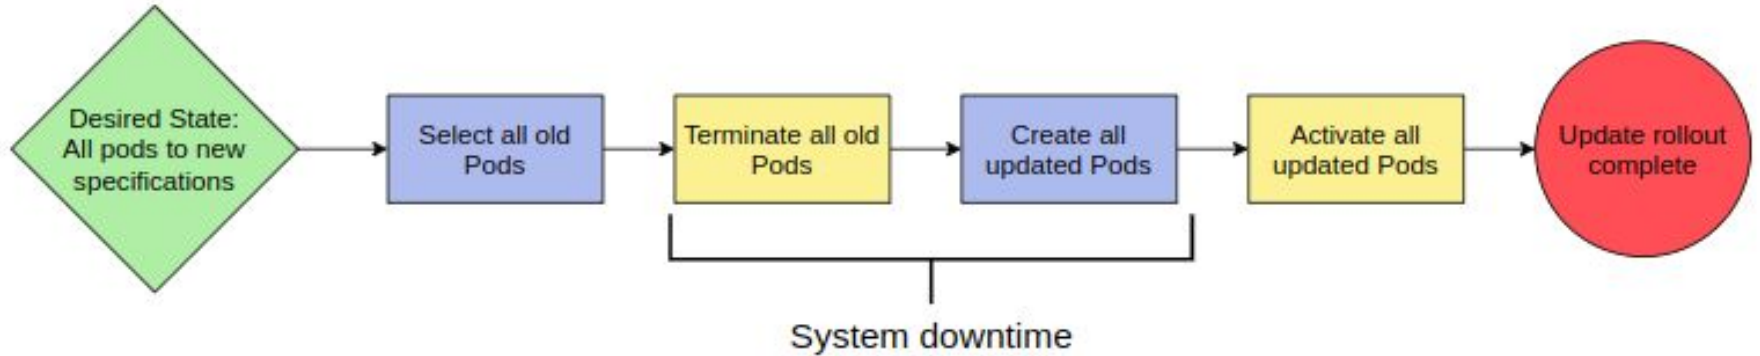 Desired State:
All pods to new
specifications
Select all old
Pods
Terminate all old
Pods
Create all
updated Pods
Activate all
updated Pods
Update rollout
complete
System downtime